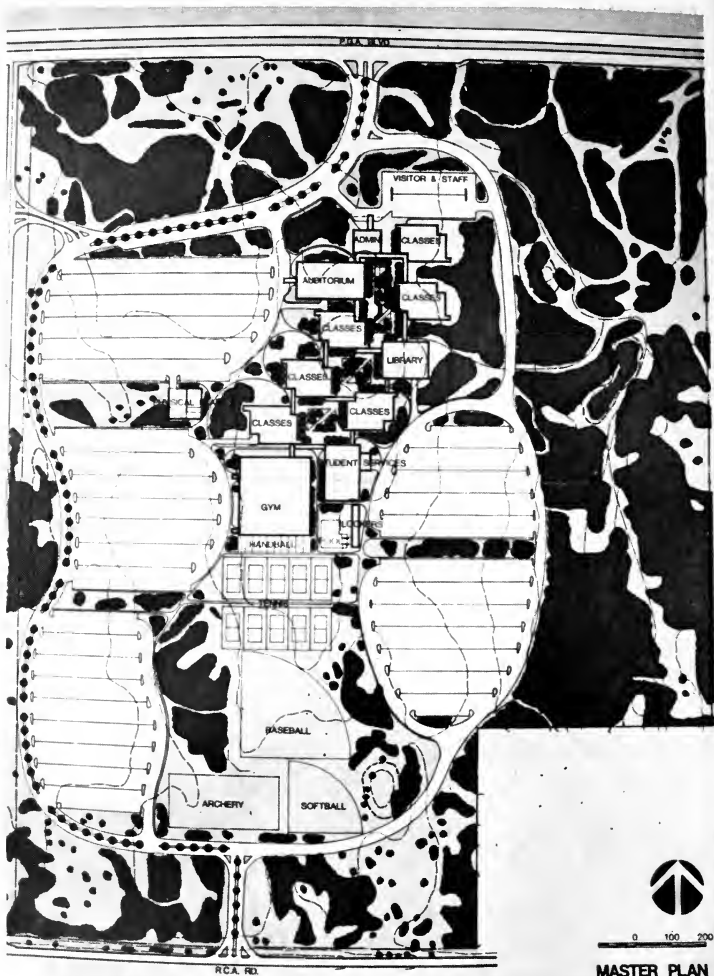 P.G.A. BLVD
VISITOR & STAFF
ADMIN
CLASSES
AUDITORIUM
CLASSES
CLASSES
LIBRARY
CLASSES
CLASSES
CLASSES
STUDENT SERVICES
GYM
LOCKERS
HANDBALL
TENNIS
BASEBALL
ARCHERY
SOFTBALL
0 100 200
R.C.A. RD.
MASTER PLAN